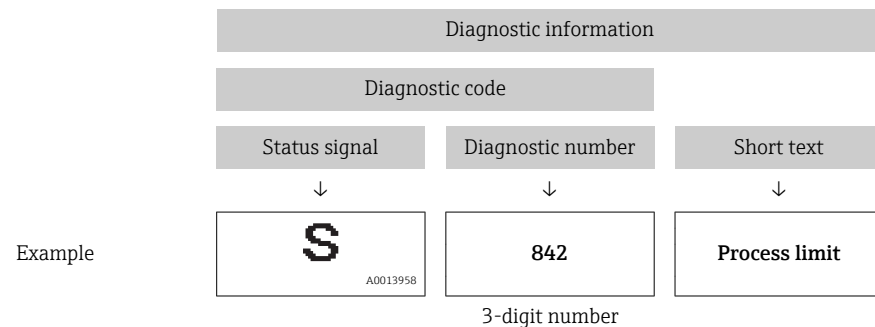 Diagnostic information
Diagnostic code
Status signal Diagnostic number Short text
↓ ↓ ↓
Example S 842 Process limit
A0013958
3-digit number